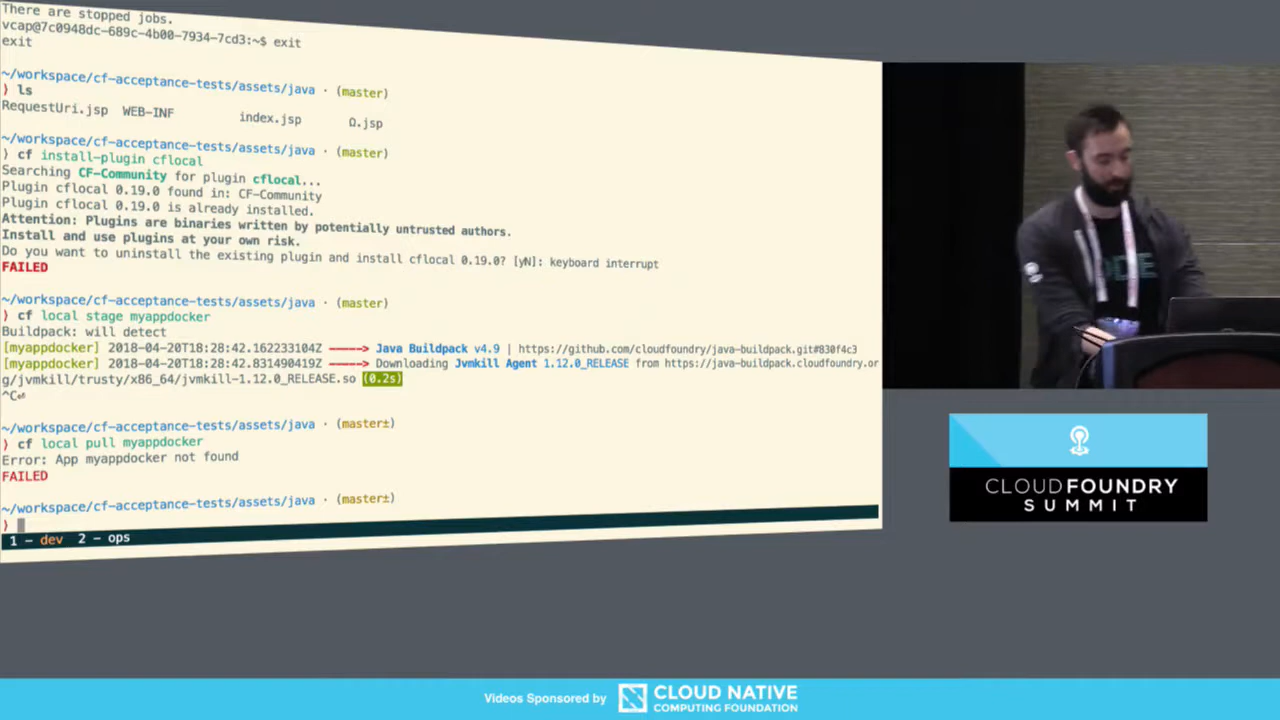 There are stopped jobs.
vcap@7c0948dc-689c-4b00-7934-7cd3:~$ exit
exit
~/workspace/cf-acceptance-tests/assets/java · (master)
) ls
RequestUri.jsp WEB-INF index.jsp Ω.jsp
~/workspace/cf-acceptance-tests/assets/java · (master)
) cf install-plugin cflocal
Searching CF-Community for plugin cflocal...
Plugin cflocal 0.19.0 found in: CF-Community
Plugin cflocal 0.19.0 is already installed.
Attention: Plugins are binaries written by potentially untrusted authors.
Install and use plugins at your own risk.
Do you want to uninstall the existing plugin and install cflocal 0.19.0? [yN]: keyboard interrupt
FAILED
~/workspace/cf-acceptance-tests/assets/java · (master)
) cf local stage myappdocker
Buildpack: will detect
[myappdocker] 2018-04-20T18:28:42.162233104Z -----> Java Buildpack v4.9 | https://github.com/cloudfoundry/java-buildpack.git#830f4c3
[myappdocker] 2018-04-20T18:28:42.831490419Z -----> Downloading Jvmkill Agent 1.12.0_RELEASE from https://java-buildpack.cloudfoundry.or
g/jvmkill/trusty/x86_64/jvmkill-1.12.0_RELEASE.so (0.2s)
^C⏎
~/workspace/cf-acceptance-tests/assets/java · (master±)
) cf local pull myappdocker
Error: App myappdocker not found
FAILED
~/workspace/cf-acceptance-tests/assets/java · (master±)
)
1 - dev 2 - ops
CLOUDFOUNDRY
SUMMIT
Videos Sponsored by
CLOUD NATIVE
COMPUTING FOUNDATION